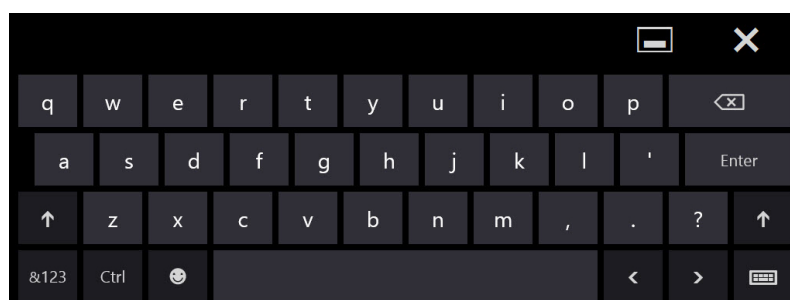 q w e r t y u i o p
a s d f g h j k l ' Enter
z x c v b n m , . ?
&123 Ctrl < >